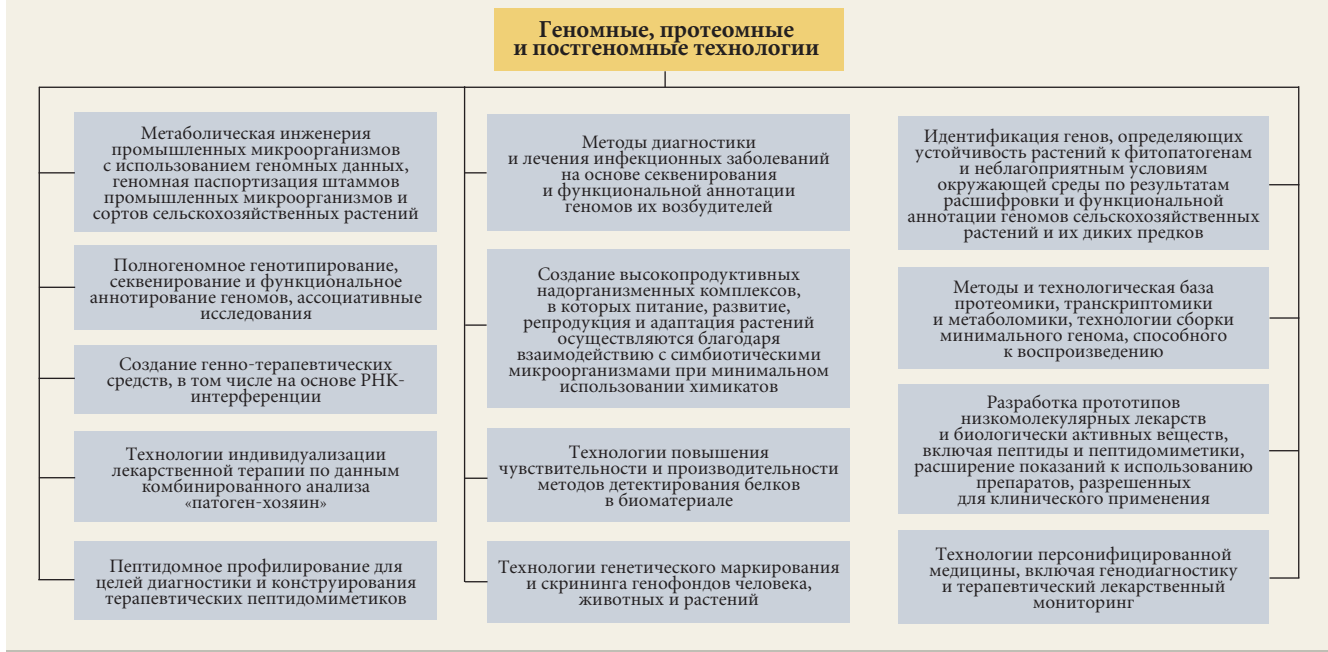 Геномные, протеомные
и постгеномные технологии
Метаболическая инженерия
промышленных микроорганизмов
с использованием геномных данных,
геномная паспортизация штаммов
промышленных микроорганизмов и
сортов сельскохозяйственных растений
Полногеномное генотипирование,
секвенирование и функциональное
аннотирование геномов, ассоциативные
исследования
Создание генно-терапевтических
средств, в том числе на основе РНК-
интерференции
Технологии индивидуализации
лекарственной терапии по данным
комбинированного анализа
«патоген-хозяин»
Пептидомное профилирование для
целей диагностики и конструирования
терапевтических пептидомиметиков
Методы диагностики
и лечения инфекционных заболеваний
на основе секвенирования
и функциональной аннотации
геномов их возбудителей
Создание высокопродуктивных
надорганизменных комплексов,
в которых питание, развитие,
репродукция и адаптация растений
осуществляются благодаря
взаимодействию с симбиотическими
микроорганизмами при минимальном
использовании химикатов
Технологии повышения
чувствительности и производительности
методов детектирования белков
в биоматериале
Технологии генетического маркирования
и скрининга генофондов человека,
животных и растений
Идентификация генов, определяющих
устойчивость растений к фитопатогенам
и неблагоприятным условиям
окружающей среды по результатам
расшифровки и функциональной
аннотации геномов сельскохозяйственных
растений и их диких предков
Методы и технологическая база
протеомики, транскриптомики
и метаболомики, технологии сборки
минимального генома, способного
к воспроизведению
Разработка прототипов
низкомолекулярных лекарств
и биологически активных веществ,
включая пептиды и пептидомиметики,
расширение показаний к использованию
препаратов, разрешенных
для клинического применения
Технологии персонифицированной
медицины, включая генодиагностику
и терапевтический лекарственный
мониторинг